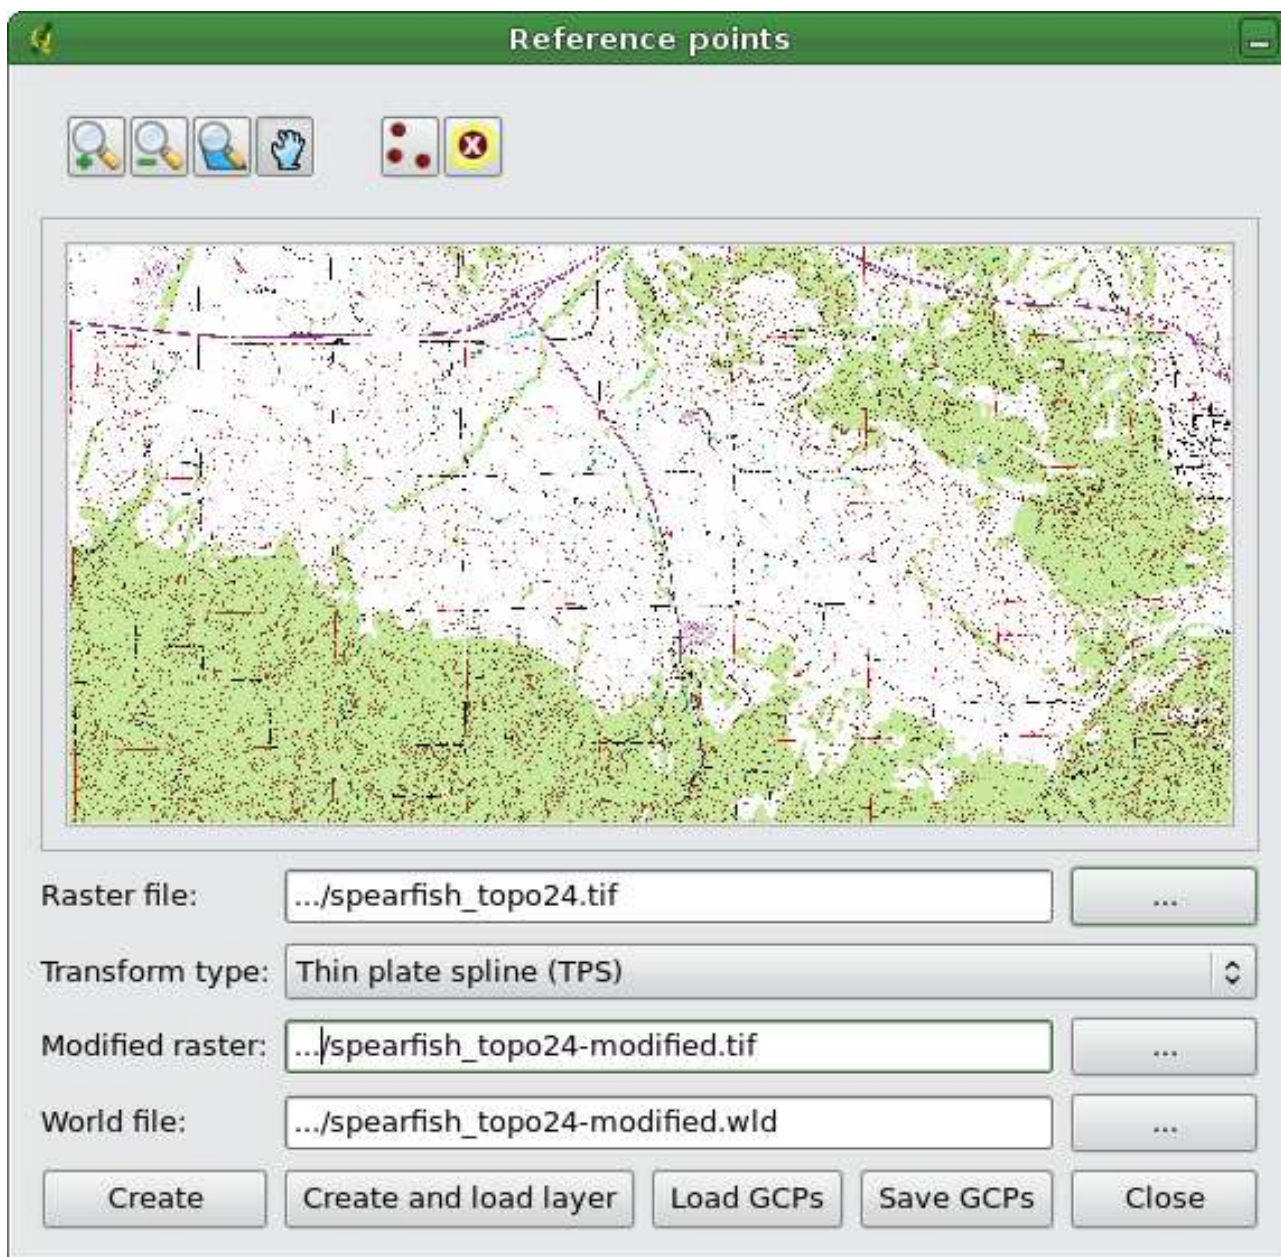 Reference points
Raster file: .../spearfish_topo24.tif ...
Transform type: Thin plate spline (TPS)
Modified raster: .../spearfish_topo24-modified.tif ...
World file: .../spearfish_topo24-modified.wld ...
Create Create and load layer Load GCPs Save GCPs Close